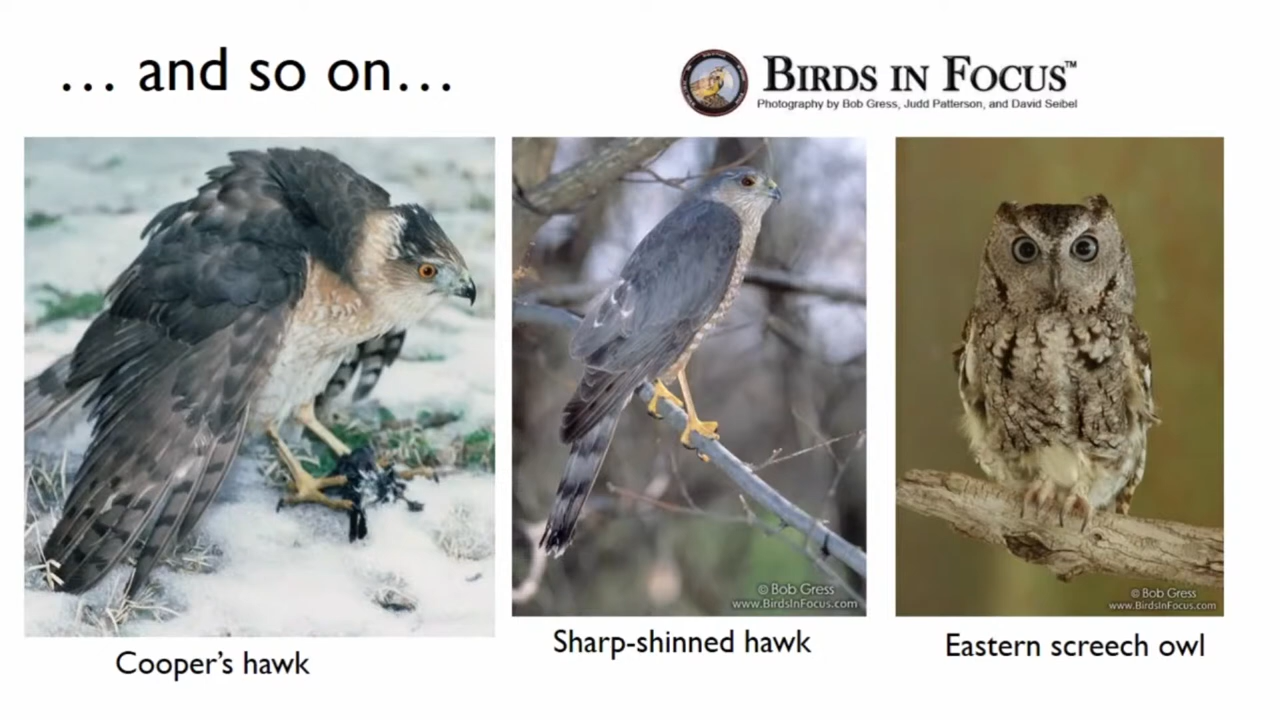 … and so on…
BIRDS IN FOCUS™
Photography by Bob Gress, Judd Patterson, and David Seibel
© Bob Gress
www.BirdsInFocus.com
© Bob Gress
www.BirdsInFocus.com
Cooper’s hawk
Sharp-shinned hawk
Eastern screech owl